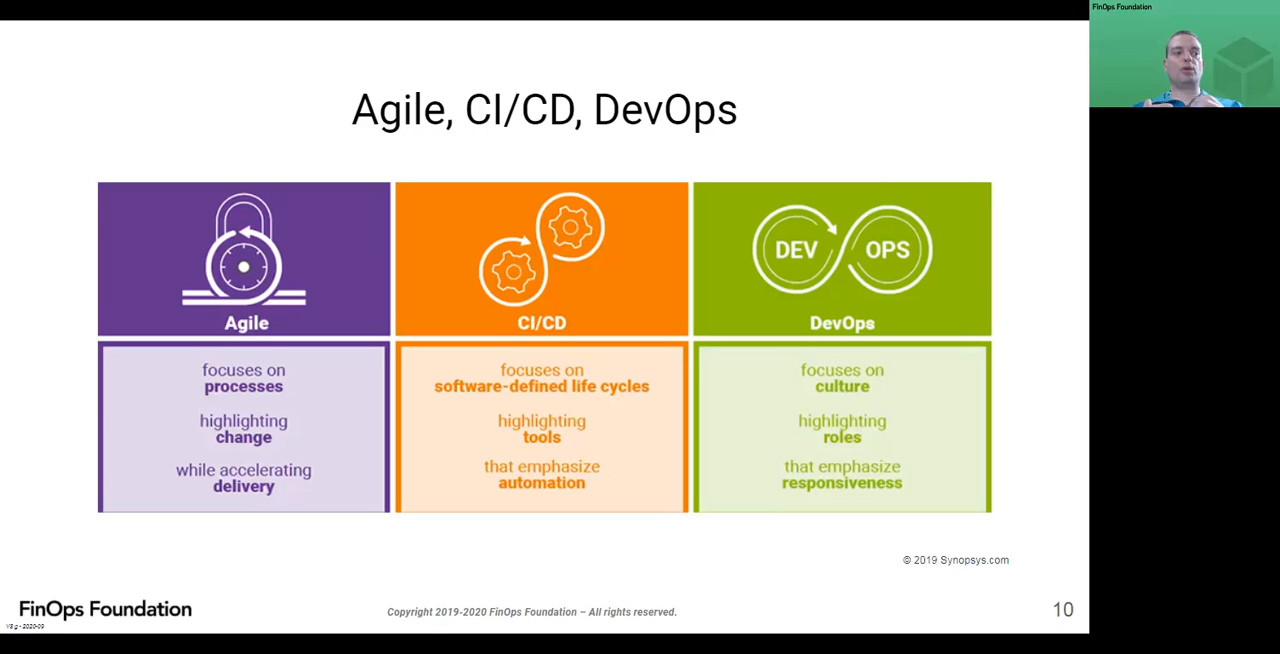 FinOps Foundation
Agile, CI/CD, DevOps
DEV
OPS
Agile
CI/CD
DevOps
focuses on
processes
highlighting
change
while accelerating
delivery
focuses on
software-defined life cycles
highlighting
tools
that emphasize
automation
focuses on
culture
highlighting
roles
that emphasize
responsiveness
© 2019 Synopsys.com
FinOps Foundation
Copyright 2019-2020 FinOps Foundation – All rights reserved.
10